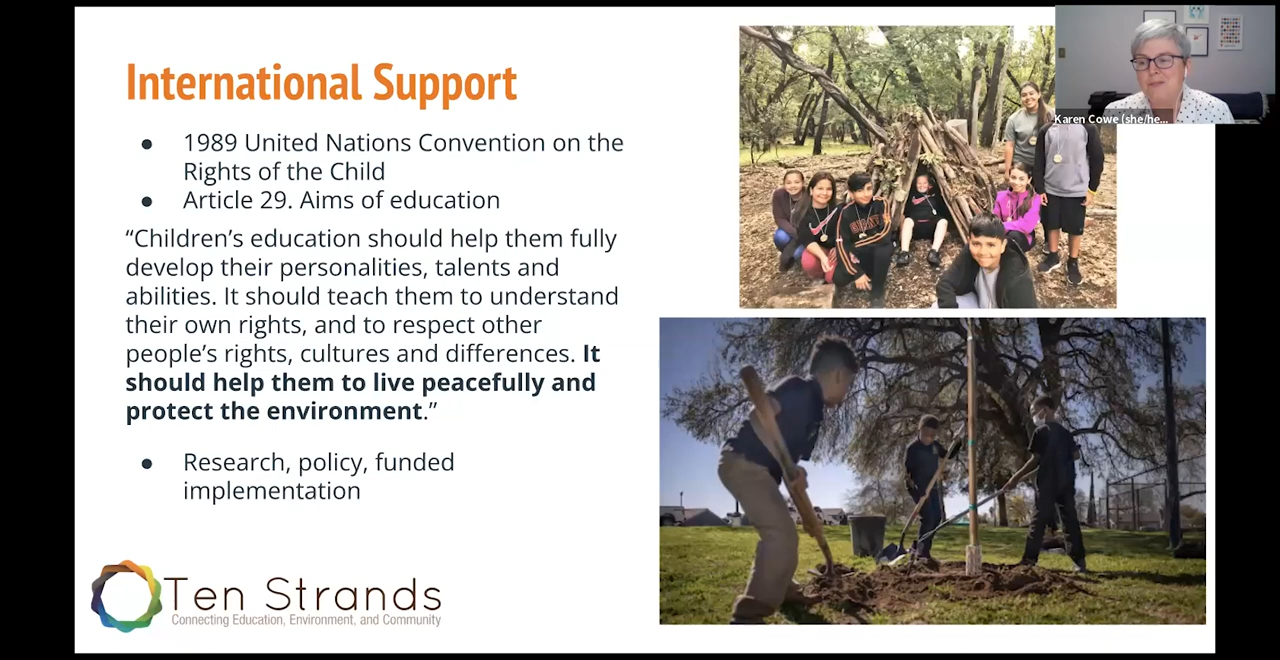 International Support
● 1989 United Nations Convention on the
Rights of the Child
● Article 29. Aims of education
“Children’s education should help them fully
develop their personalities, talents and
abilities. It should teach them to understand
their own rights, and to respect other
people’s rights, cultures and differences. It
should help them to live peacefully and
protect the environment.”
● Research, policy, funded
implementation
Ten Strands
Connecting Education, Environment, and Community
Karen Cowe (she/he...